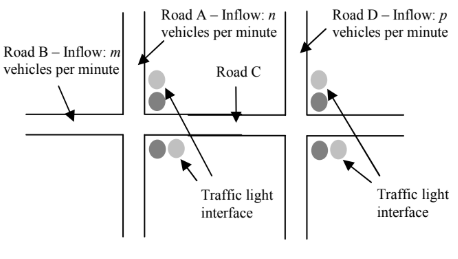 Road A – Inflow: n
vehicles per minute
Road D – Inflow: p
vehicles per minute
Road B – Inflow: m
vehicles per minute
Road C
Traffic light
interface
Traffic light
interface